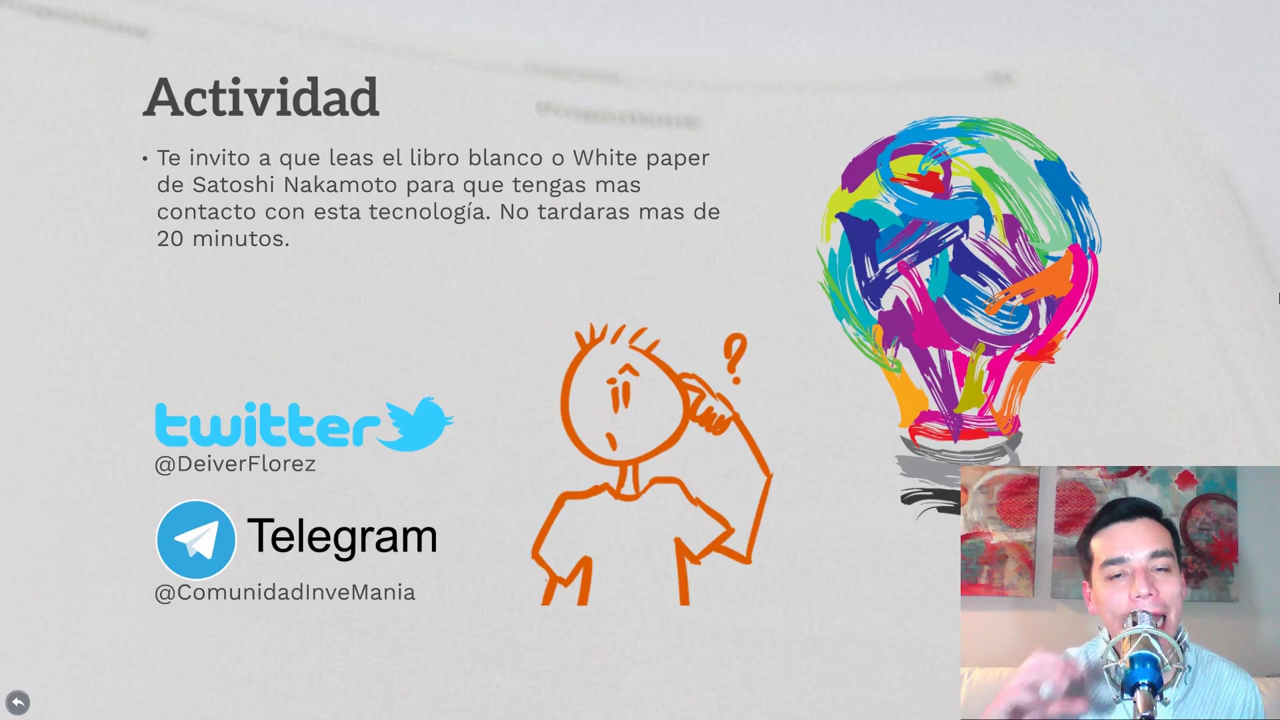 Actividad
• Te invito a que leas el libro blanco o White paper
de Satoshi Nakamoto para que tengas mas
contacto con esta tecnología. No tardaras mas de
20 minutos.
?
twitter
@DeiverFlorez
Telegram
@ComunidadInveMania